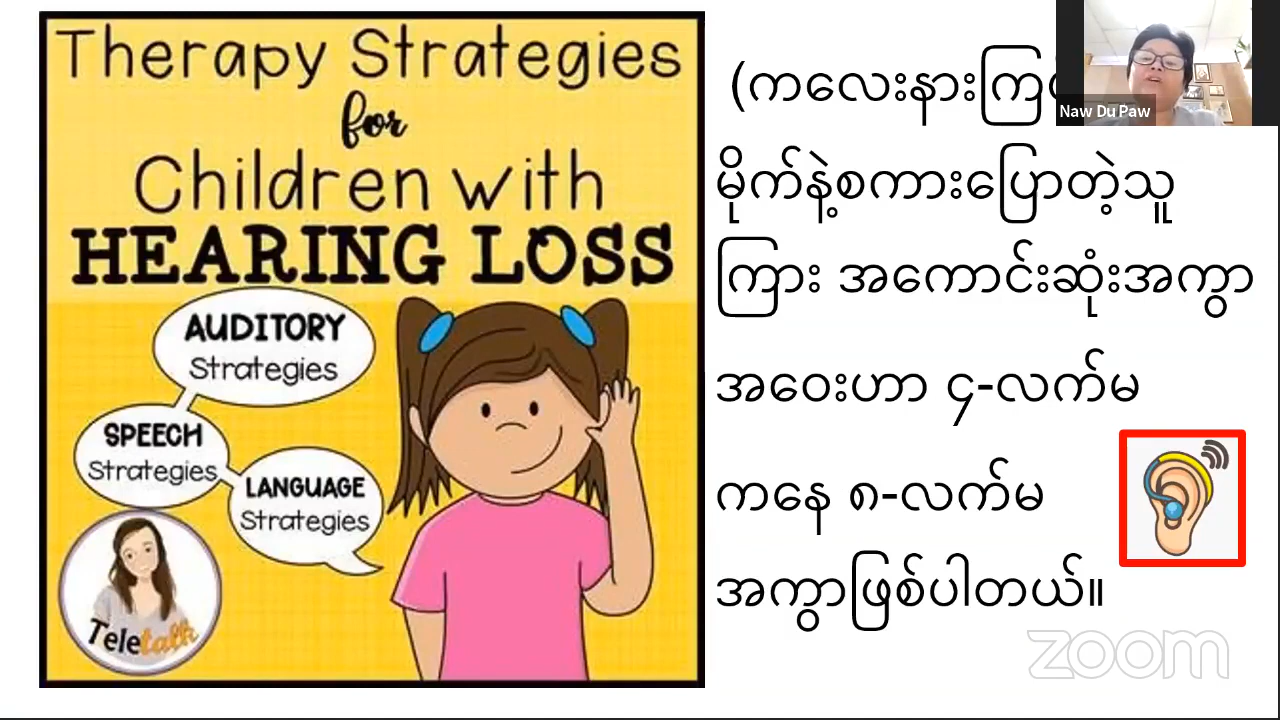 Therapy Strategies
for
Children with
HEARING LOSS
AUDITORY
Strategies
SPEECH
Strategies
LANGUAGE
Strategies
Teletalk
(ကလေးနားကြ
မိုက်နဲ့စကားပြောတဲ့သူ
ကြား အကောင်းဆုံးအကွာ
အဝေးဟာ ၄-လက်မ
ကနေ ၈-လက်မ
အကွာဖြစ်ပါတယ်။
Naw Du Paw
zoom